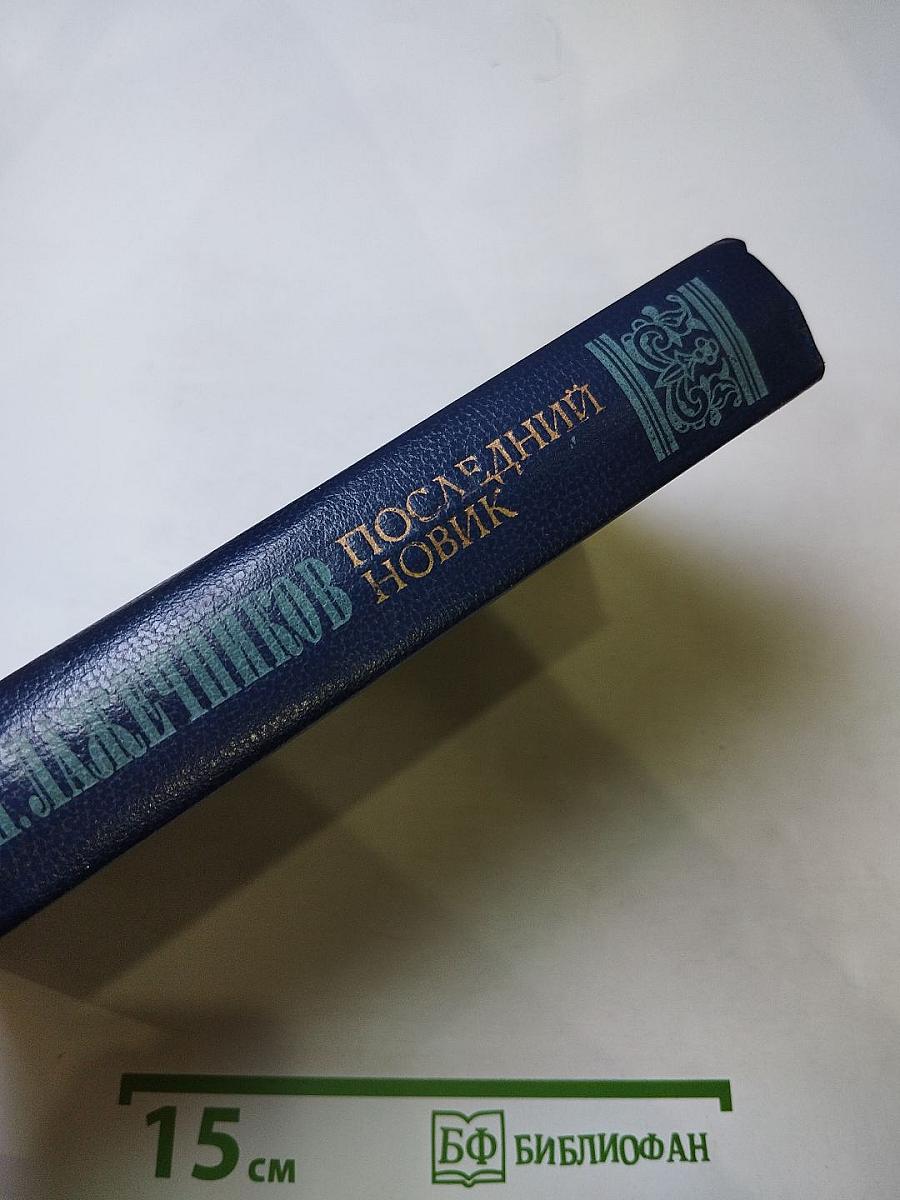 ЛАЖЕЧНИКОВ
ПОСЛЕДНИЙ
НОВИК
15 см
БФ БИБЛИОФАН